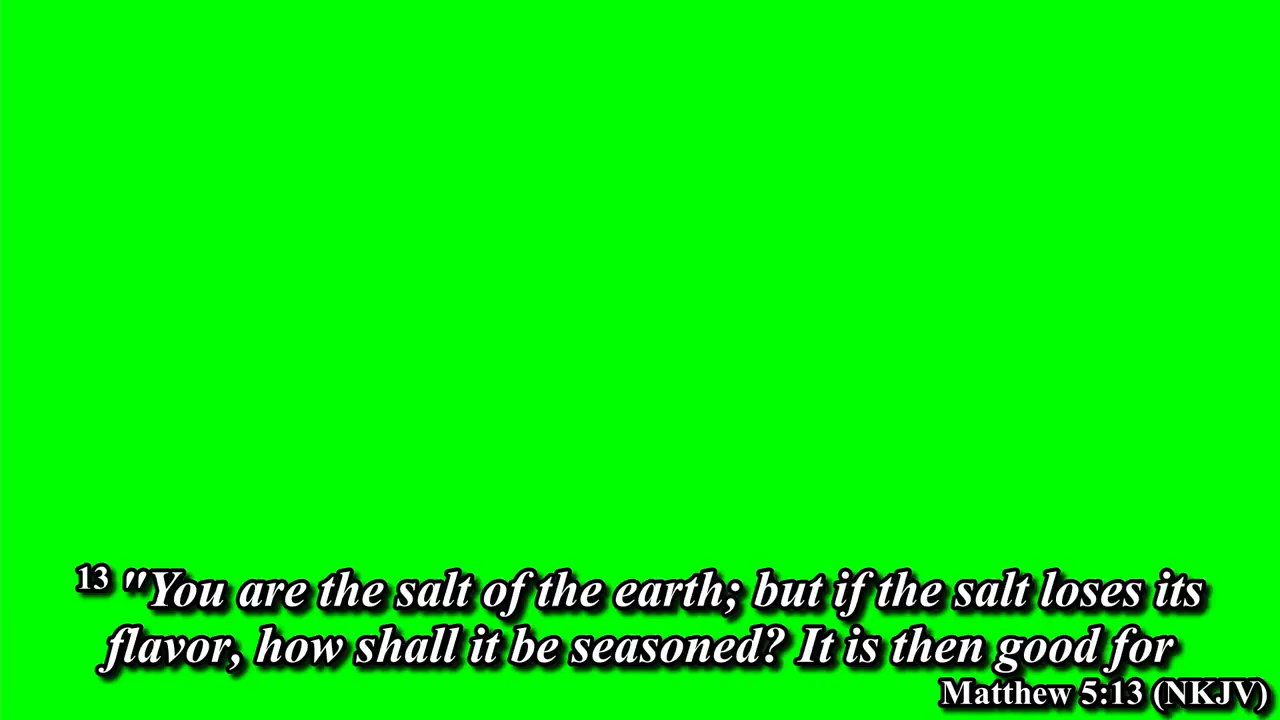 13 "You are the salt of the earth; but if the salt loses its
flavor, how shall it be seasoned? It is then good for
Matthew 5:13 (NKJV)